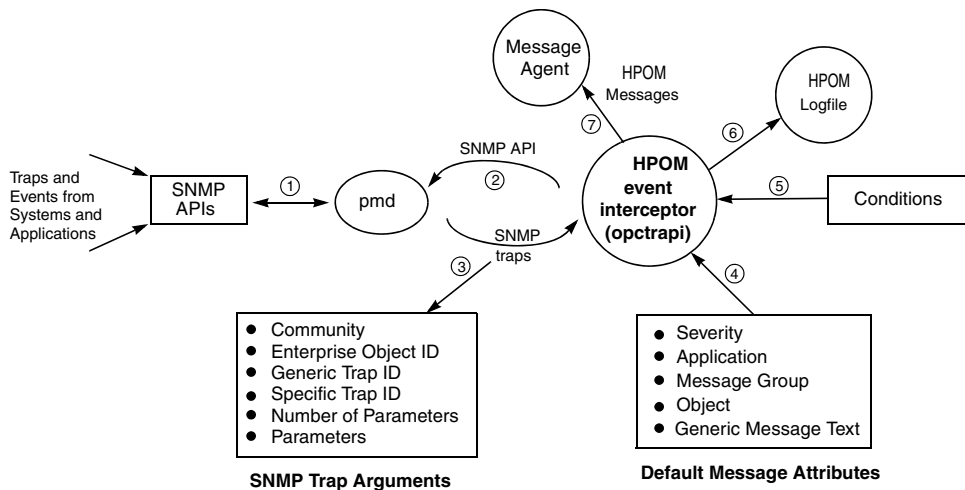 Message
Agent
HPOM
Messages
HPOM
Logfile
7
6
SNMP API
2
HPOM
event
interceptor
(opctrapi)
5
Conditions
Traps and
Events from
Systems and
Applications
SNMP
APIs
1
pmd
SNMP
traps
3
4
● Community
● Enterprise Object ID
● Generic Trap ID
● Specific Trap ID
● Number of Parameters
● Parameters
SNMP Trap Arguments
● Severity
● Application
● Message Group
● Object
● Generic Message Text
Default Message Attributes